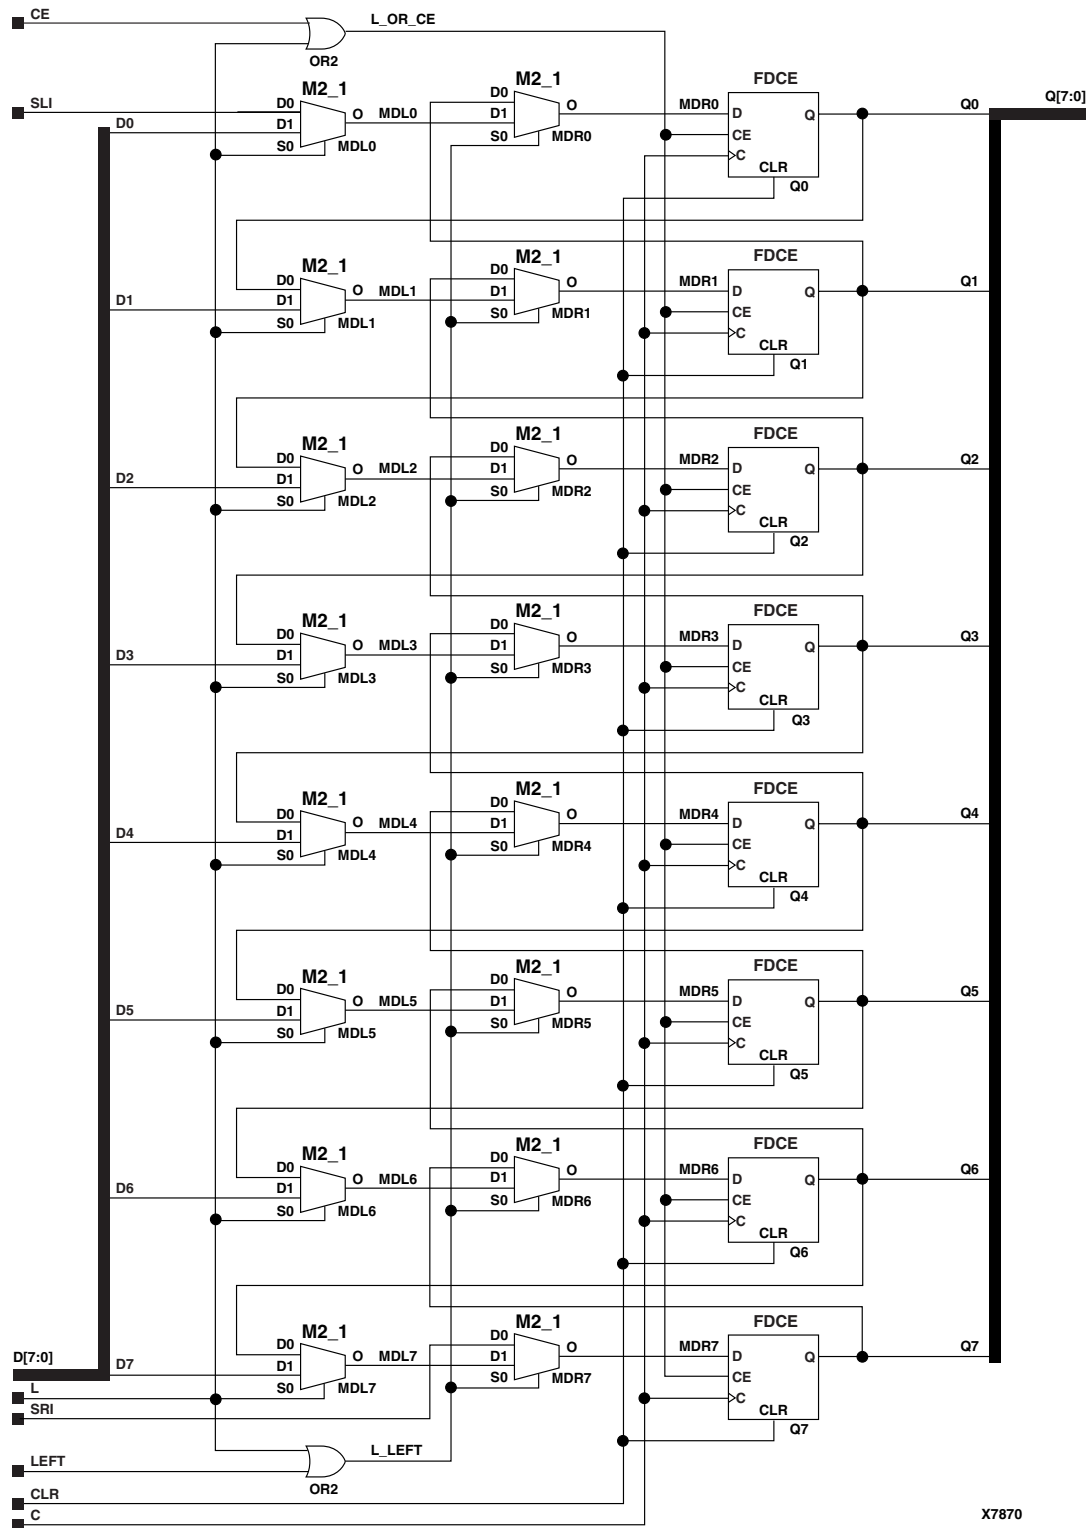 CE
L_OR_CE
OR2
SLI
M2_1
D0
D1
S0
O
MDL0
MDL0
M2_1
D0
D1
S0
O
MDR0
MDR0
FDCE
D
CE
C
Q
CLR
Q0
Q0
Q[7:0]
D0
D1
M2_1
D0
D1
S0
O
MDL1
MDL1
M2_1
D0
D1
S0
O
MDR1
MDR1
FDCE
D
CE
C
Q
CLR
Q1
Q1
D2
M2_1
D0
D1
S0
O
MDL2
MDL2
M2_1
D0
D1
S0
O
MDR2
MDR2
FDCE
D
CE
C
Q
CLR
Q2
Q2
D3
M2_1
D0
D1
S0
O
MDL3
MDL3
M2_1
D0
D1
S0
O
MDR3
MDR3
FDCE
D
CE
C
Q
CLR
Q3
Q3
D4
M2_1
D0
D1
S0
O
MDL4
MDL4
M2_1
D0
D1
S0
O
MDR4
MDR4
FDCE
D
CE
C
Q
CLR
Q4
Q4
D5
M2_1
D0
D1
S0
O
MDL5
MDL5
M2_1
D0
D1
S0
O
MDR5
MDR5
FDCE
D
CE
C
Q
CLR
Q5
Q5
D6
M2_1
D0
D1
S0
O
MDL6
MDL6
M2_1
D0
D1
S0
O
MDR6
MDR6
FDCE
D
CE
C
Q
CLR
Q6
Q6
D[7:0]
D7
M2_1
D0
D1
S0
O
MDL7
MDL7
M2_1
D0
D1
S0
O
MDR7
MDR7
FDCE
D
CE
C
Q
CLR
Q7
Q7
L
SRI
L_LEFT
LEFT
OR2
CLR
C
X7870